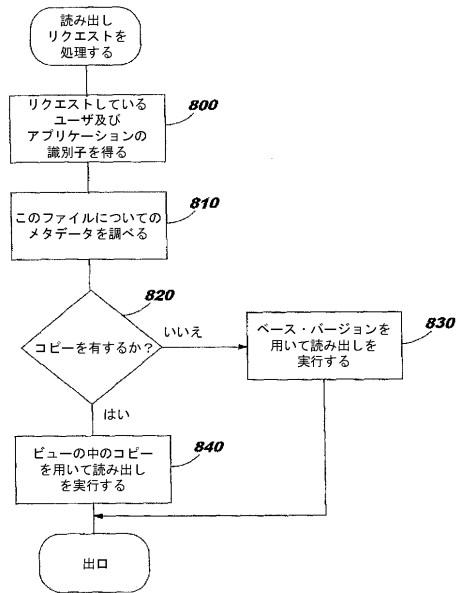 読み出し
リクエストを
処理する
リクエストしている
ユーザ及び
アプリケーションの
識別子を得る
800
このファイルについての
メタデータを調べる
810
820
コピーを有するか？
いいえ
ベース・バージョンを
用いて読み出しを
実行する
830
はい
ビューの中のコピー
を用いて読み出し
を実行する
840
出口